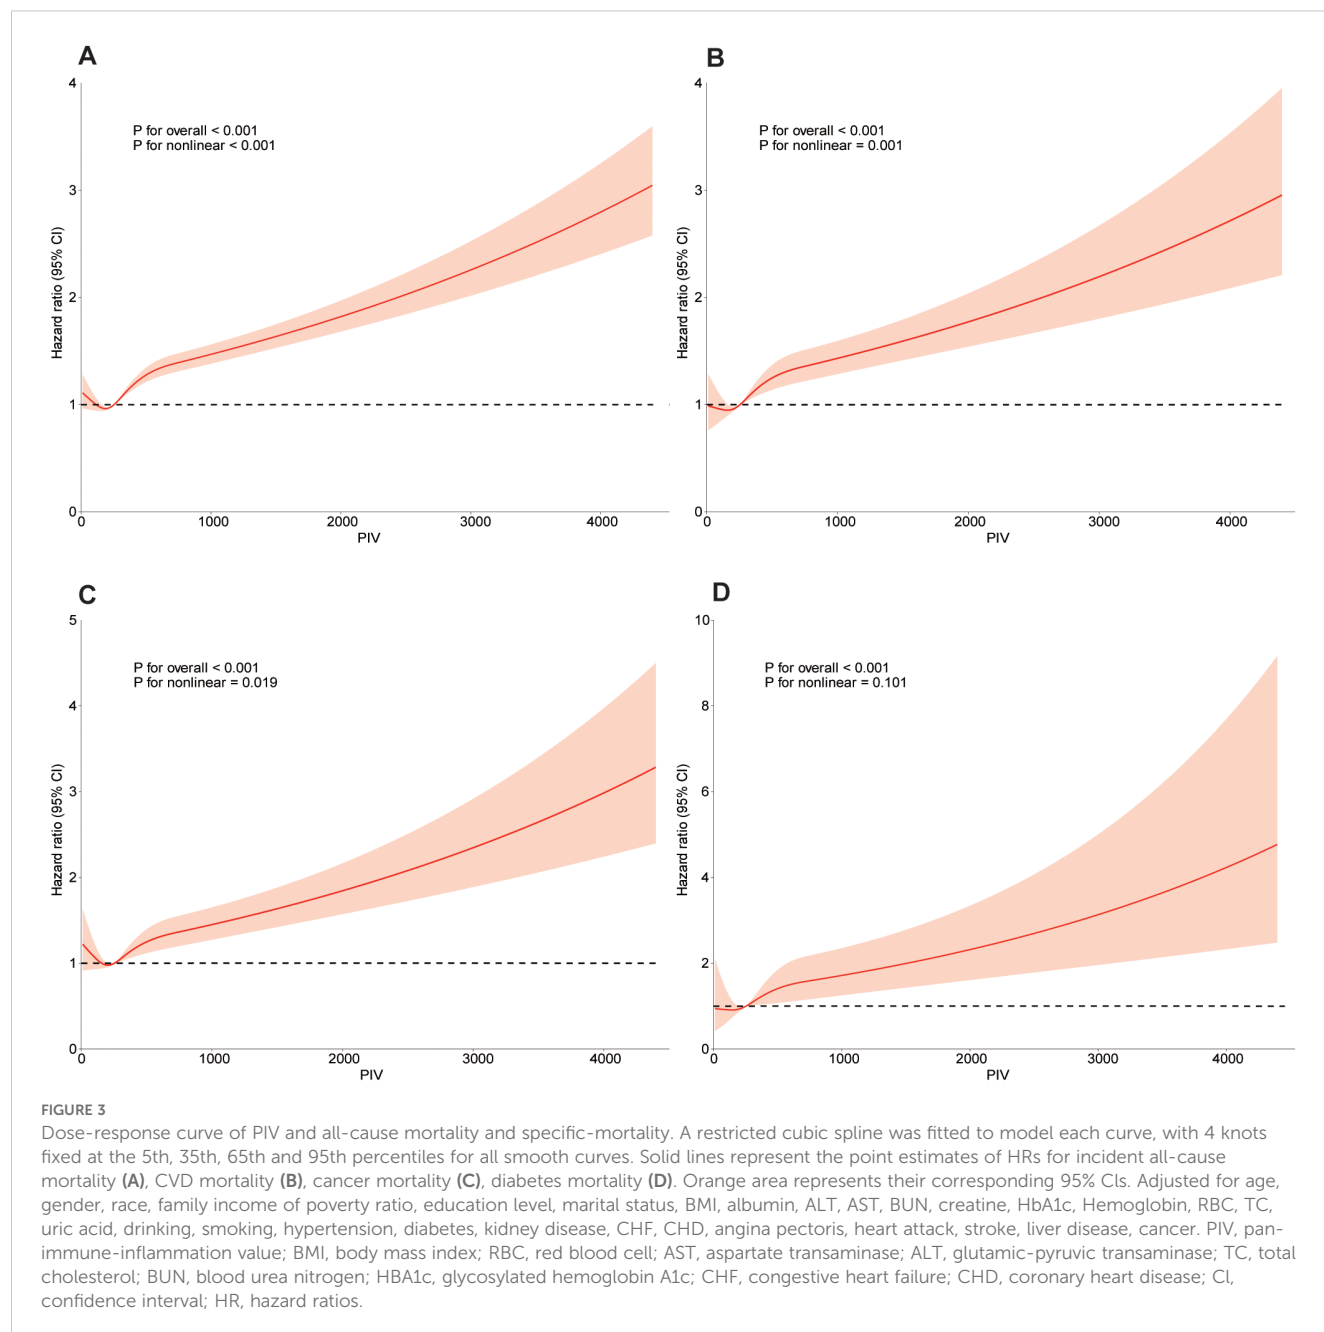 A
4
P for overall < 0.001
P for nonlinear < 0.001
3
Hazard ratio (95% CI)
2
1
0
0 1000 2000 3000 4000
PIV
B
4
P for overall < 0.001
P for nonlinear = 0.001
3
Hazard ratio (95% CI)
2
1
0
0 1000 2000 3000 4000
PIV
C
5
P for overall < 0.001
P for nonlinear = 0.019
4
3
Hazard ratio (95% CI)
2
1
0
0 1000 2000 3000 4000
PIV
D
10
P for overall < 0.001
P for nonlinear = 0.101
8
6
Hazard ratio (95% CI)
4
2
0
0 1000 2000 3000 4000
PIV
FIGURE 3
Dose-response curve of PIV and all-cause mortality and specific-mortality. A restricted cubic spline was fitted to model each curve, with 4 knots
fixed at the 5th, 35th, 65th and 95th percentiles for all smooth curves. Solid lines represent the point estimates of HRs for incident all-cause
mortality (A), CVD mortality (B), cancer mortality (C), diabetes mortality (D). Orange area represents their corresponding 95% CIs. Adjusted for age,
gender, race, family income of poverty ratio, education level, marital status, BMI, albumin, ALT, AST, BUN, creatine, HbA1c, Hemoglobin, RBC, TC,
uric acid, drinking, smoking, hypertension, diabetes, kidney disease, CHF, CHD, angina pectoris, heart attack, stroke, liver disease, cancer. PIV, pan-
immune-inflammation value; BMI, body mass index; RBC, red blood cell; AST, aspartate transaminase; ALT, glutamic-pyruvic transaminase; TC, total
cholesterol; BUN, blood urea nitrogen; HBA1c, glycosylated hemoglobin A1c; CHF, congestive heart failure; CHD, coronary heart disease; CI,
confidence interval; HR, hazard ratios.